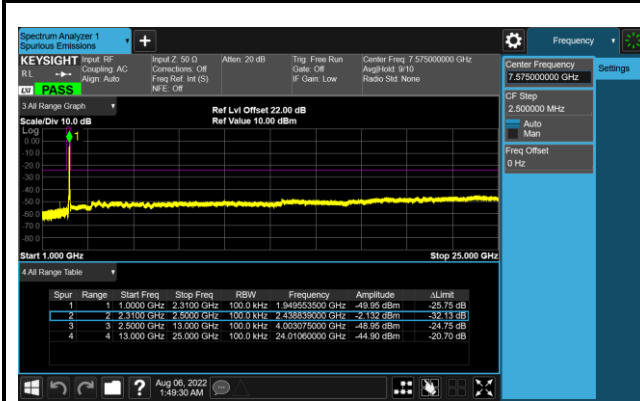 Spectrum Analyzer 1
Spurious Emissions
Frequency
KEYSIGHT Input: RF Input Z: 50 Ω Atten: 20 dB Trig: Free Run Center Freq: 7.575000000 GHz
RL Coupling: AC Corrections: Off Gate: Off Avg|Hold: 9/10
Align: Auto Freq Ref: Int (S) IF Gain: Low Radio Std: None
NFE: Off
LXI PASS
Center Frequency
7.575000000 GHz
Settings
CF Step
2.500000 MHz
Auto
Man
Freq Offset
0 Hz
3 All Range Graph
Ref Lvl Offset 22.00 dB
Scale/Div 10.0 dB Ref Value 10.00 dBm
Log
1
0.00
-10.0
-20.0
-30.0
-40.0
-50.0
-60.0
-70.0
-80.0
Start 1.000 GHz Stop 25.000 GHz
4 All Range Table
Spur Range Start Freq Stop Freq RBW Frequency Amplitude ΔLimit
1 1 1.0000 GHz 2.3100 GHz 100.0 kHz 1.949553500 GHz -49.95 dBm -25.75 dB
2 2 2.3100 GHz 2.5000 GHz 100.0 kHz 2.438839000 GHz -2.132 dBm -32.13 dB
3 3 2.5000 GHz 13.000 GHz 100.0 kHz 4.003075000 GHz -48.95 dBm -24.75 dB
4 4 13.000 GHz 25.000 GHz 100.0 kHz 24.01060000 GHz -44.90 dBm -20.70 dB
Aug 06, 2022
1:49:30 AM